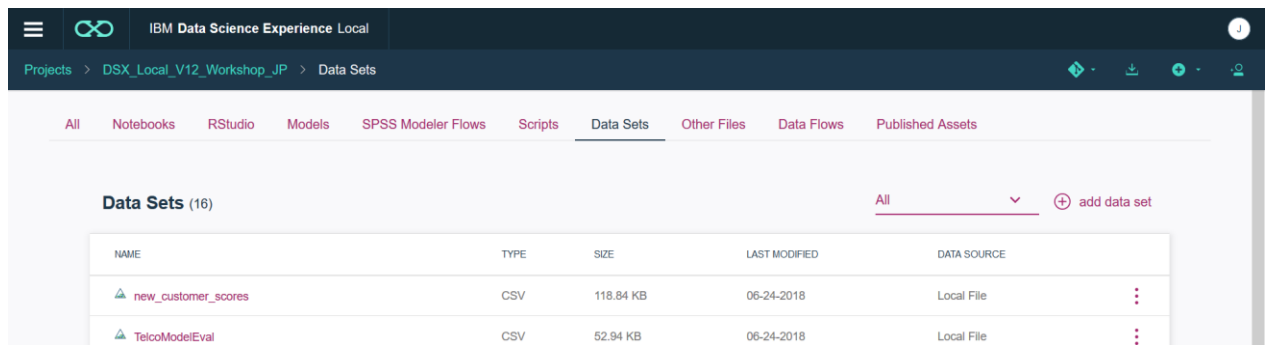 IBM Data Science Experience Local
J
Projects > DSX_Local_V12_Workshop_JP > Data Sets
All Notebooks RStudio Models SPSS Modeler Flows Scripts Data Sets Other Files Data Flows Published Assets
Data Sets (16) All add data set
NAME TYPE SIZE LAST MODIFIED DATA SOURCE
new_customer_scores CSV 118.84 KB 06-24-2018 Local File
TelcoModelEval CSV 52.94 KB 06-24-2018 Local File